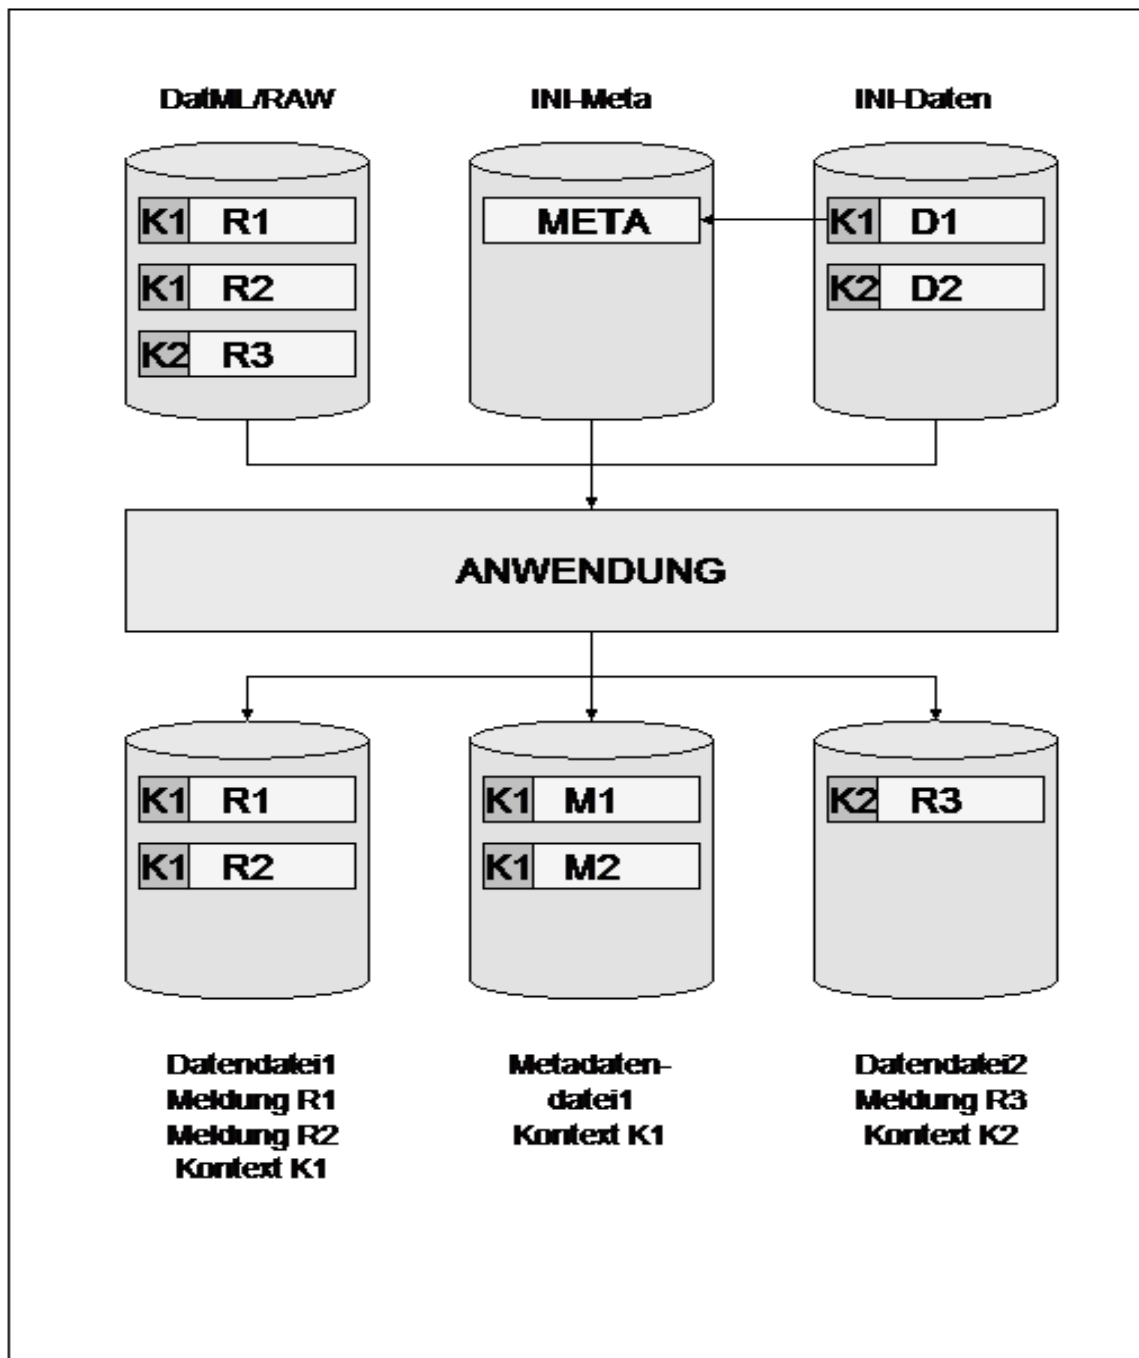 DatML/RAW
INI-Meta
INI-Daten
K1 R1
META
K1 D1
K1 R2
K2 D2
K2 R3
ANWENDUNG
K1 R1
K1 M1
K2 R3
K1 R2
K1 M2
Datendatei1
Meldung R1
Meldung R2
Kontext K1
Metadaten-
datei1
Kontext K1
Datendatei2
Meldung R3
Kontext K2